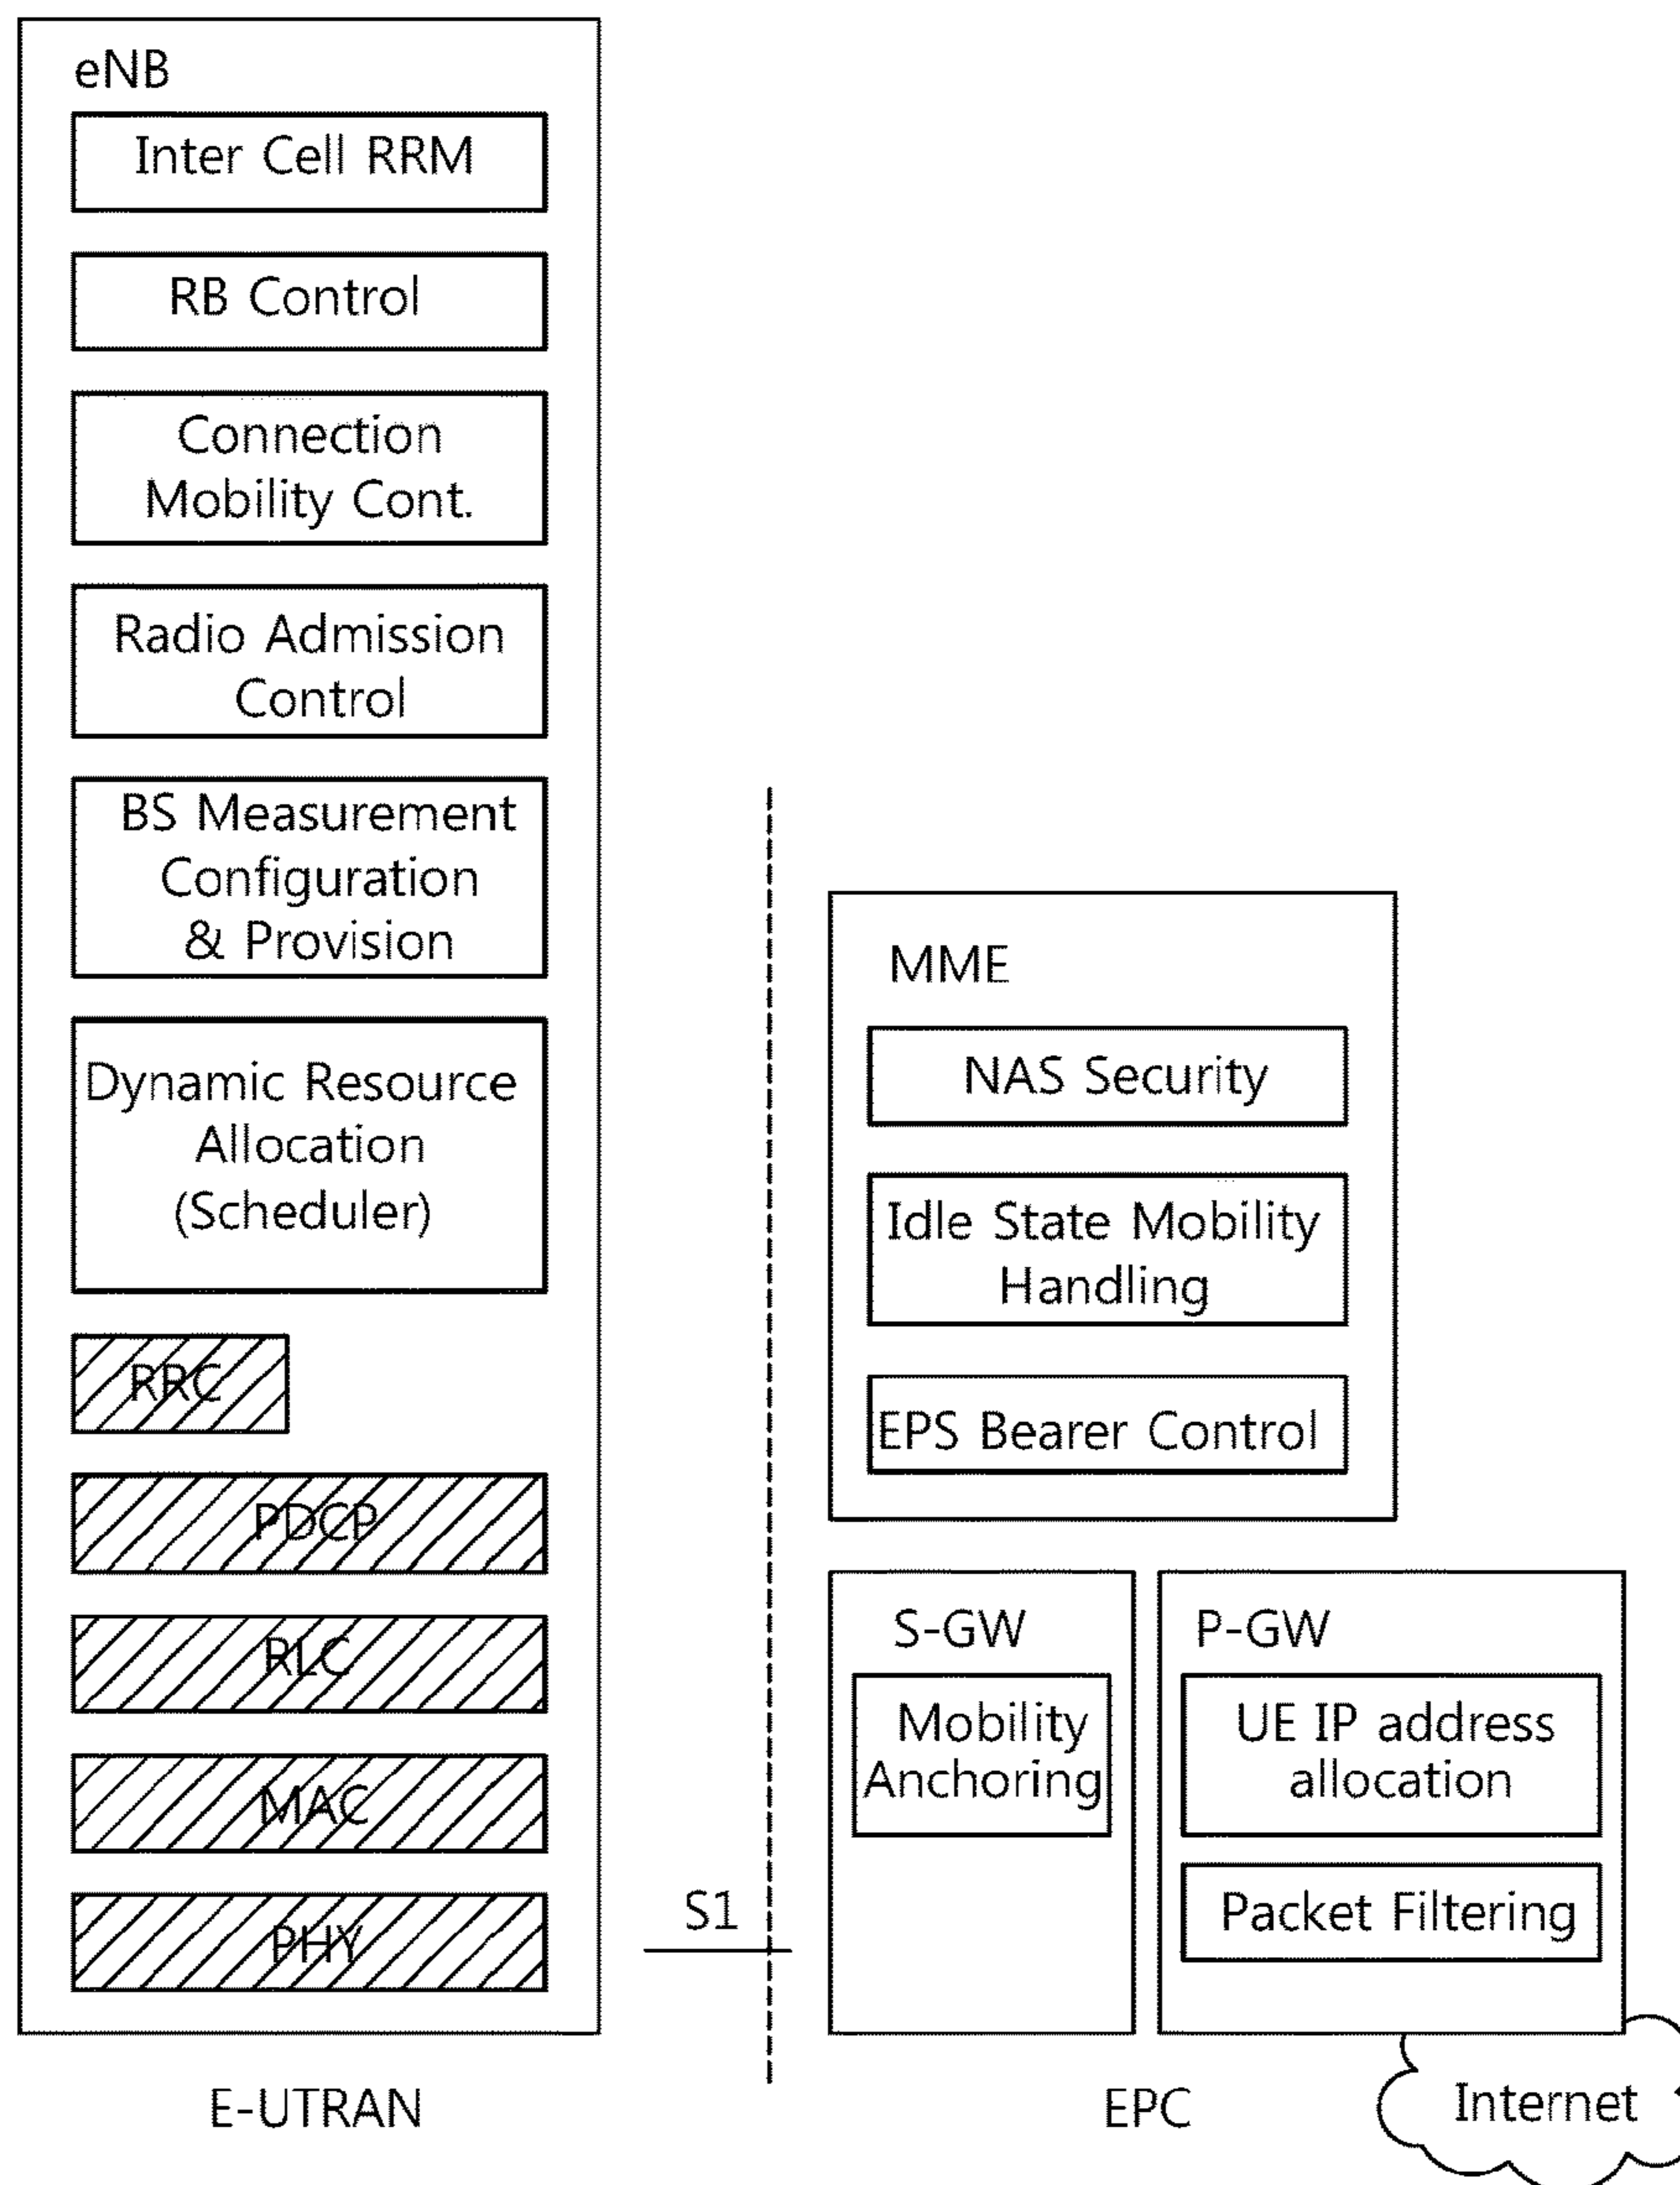 eNB
Inter Cell RRM
RB Control
Connection
Mobility Cont.
Radio Admission
Control
BS Measurement
Configuration
& Provision
Dynamic Resource
Allocation
(Scheduler)
RRC
PDCP
RLC
MAC
PHY
E-UTRAN
S1
MME
NAS Security
Idle State Mobility
Handling
EPS Bearer Control
S-GW
Mobility
Anchoring
P-GW
UE IP address
allocation
Packet Filtering
EPC
Internet